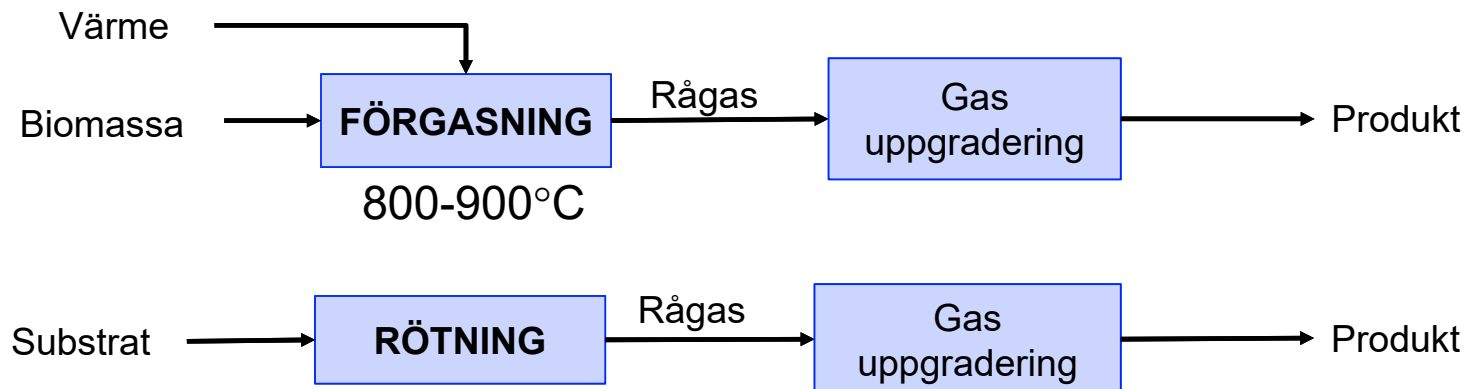 Värme
Biomassa
FÖRGASNING
Rågas
Gas
uppgradering
Produkt
800-900°C
Substrat
RÖTNING
Rågas
Gas
uppgradering
Produkt